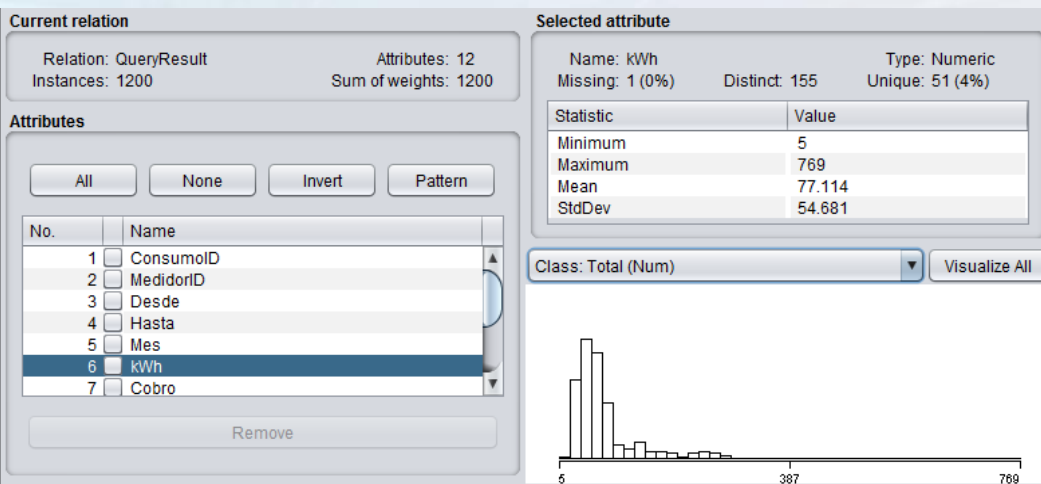 Current relation
Relation: QueryResult Attributes: 12
Instances: 1200 Sum of weights: 1200
Attributes
All None Invert Pattern
No. Name
1 ConsumoID
2 MedidorID
3 Desde
4 Hasta
5 Mes
6 kWh
7 Cobro
Remove
Selected attribute
Name: kWh Type: Numeric
Missing: 1 (0%) Distinct: 155 Unique: 51 (4%)
Statistic Value
Minimum 5
Maximum 769
Mean 77.114
StdDev 54.681
Class: Total (Num) Visualize All
5 387 769